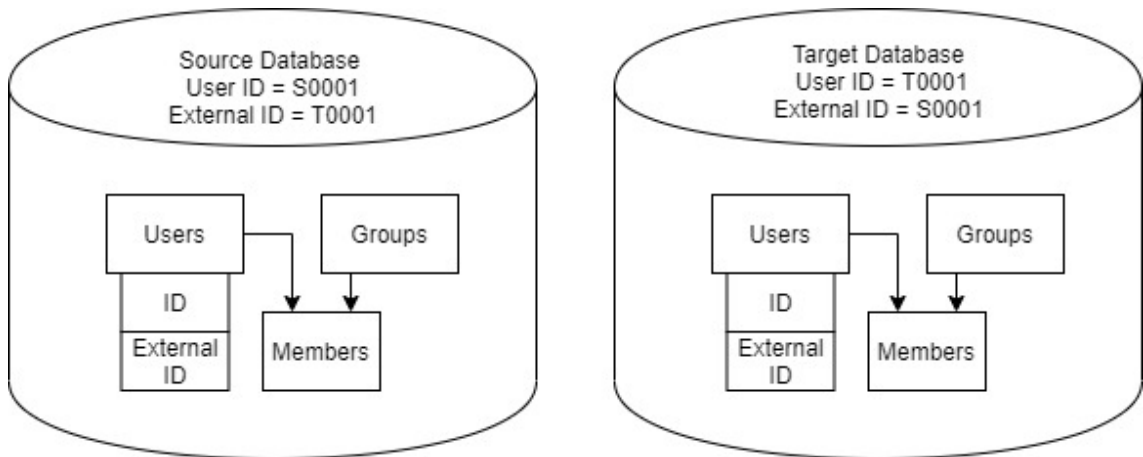 Source Database
User ID = S0001
External ID = T0001
Users
Groups
ID
External
ID
Members
Target Database
User ID = T0001
External ID = S0001
Users
Groups
ID
External
ID
Members